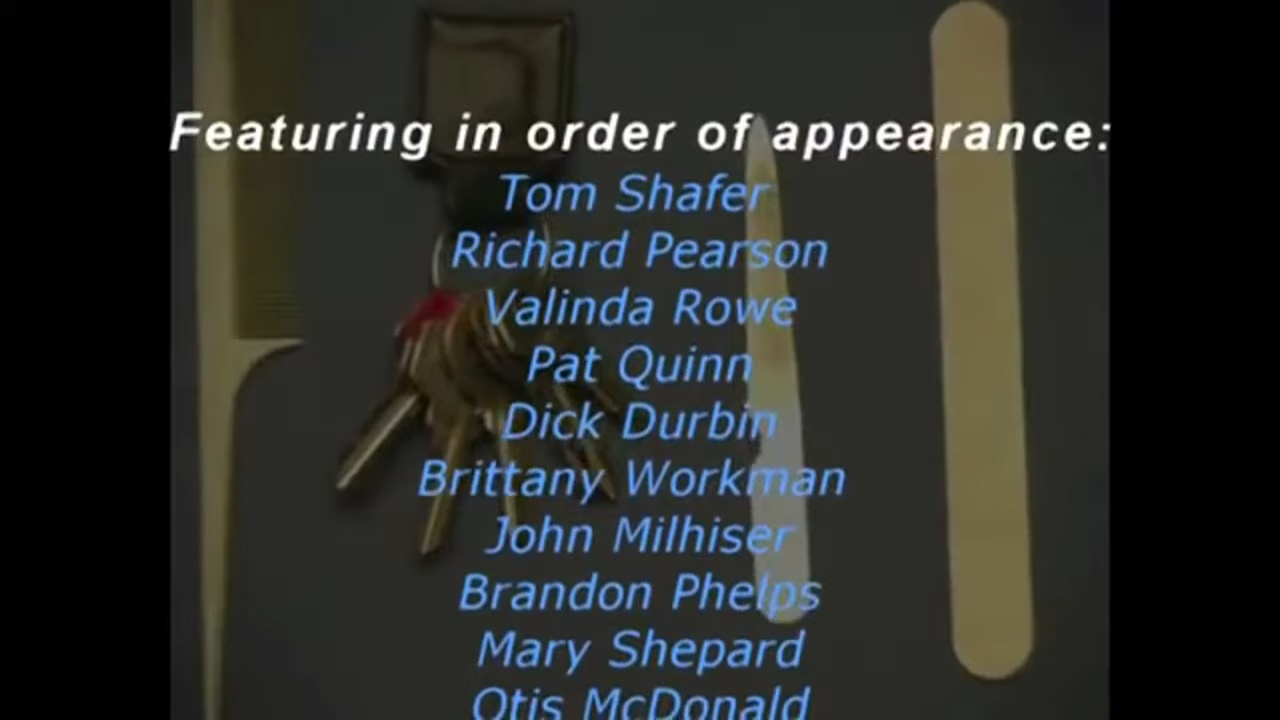 Featuring in order of appearance:
Tom Shafer
Richard Pearson
Valinda Rowe
Pat Quinn
Dick Durbin
Brittany Workman
John Milhiser
Brandon Phelps
Mary Shepard
Otis McDonald